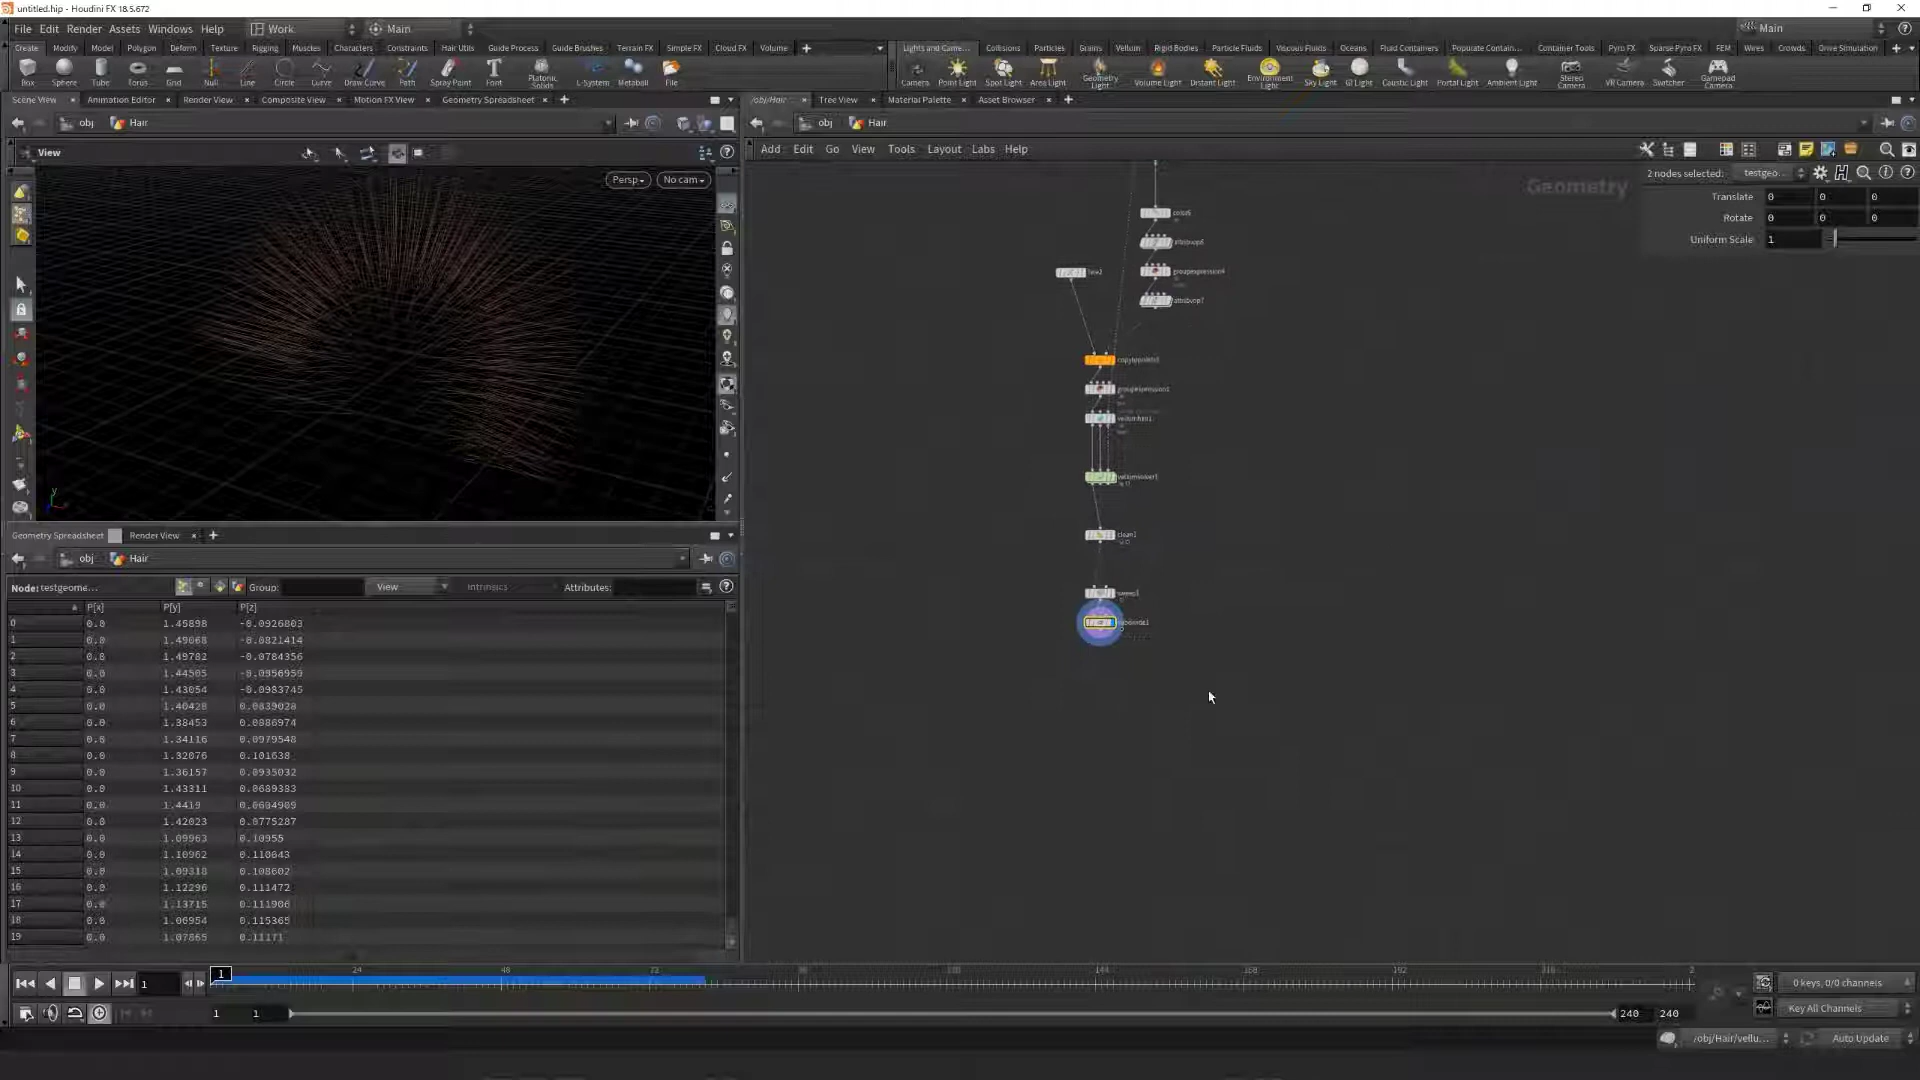 untitled.hip - Houdini FX 18.5.672
File Edit Render Assets Windows Help Work Main Main
Create Modify Model Polygon Deform Texture Rigging Muscles Characters Constraints Hair Utils Guide Process Guide Brushes Terrain FX Simple FX Cloud FX Volume
Lights and Came... Collisions Particles Grains Vellum Rigid Bodies Particle Fluids Viscous Fluids Oceans Fluid Containers Populate Contain... Container Tools Pyro FX Sparse Pyro FX FEM Wires Crowds Drive Simulation
Box Sphere Tube Torus Grid Null Line Circle Curve Draw Curve Path Spray Paint Font Platonic Solids L-System Metaball File
Camera Point Light Spot Light Area Light Geometry Light Volume Light Distant Light Environment Light Sky Light GI Light Caustic Light Portal Light Ambient Light Stereo Camera VR Camera Switcher Gamepad Camera
Scene View Animation Editor Render View Composite View Motion FX View Geometry Spreadsheet
/obj/Hair Tree View Material Palette Asset Browser
obj Hair
obj Hair
View
Persp No cam
Add Edit Go View Tools Layout Labs Help
2 nodes selected: testgeo...
Geometry
Translate 0 0 0
Rotate 0 0 0
Uniform Scale 1
line2
groupexpression4
clean1
sweep1
y
Geometry Spreadsheet Render View
obj Hair
Node: testgeome... Group: View Intrinsics Attributes:
P[x] P[y] P[z]
0 0.0 1.45898 -0.0926803
1 0.0 1.49068 -0.0821414
2 0.0 1.49782 -0.0784356
3 0.0 1.44505 -0.0956959
4 0.0 1.43054 -0.0983745
5 0.0 1.40428 0.0839028
6 0.0 1.38453 0.0886974
7 0.0 1.34116 0.0979548
8 0.0 1.32076 0.101638
9 0.0 1.36157 0.0935032
10 0.0 1.43311 0.0689383
11 0.0 1.4419 0.0604909
12 0.0 1.42023 0.0775287
13 0.0 1.09963 0.10955
14 0.0 1.10962 0.110643
15 0.0 1.09318 0.108602
16 0.0 1.12296 0.111472
17 0.0 1.13715 0.111906
18 0.0 1.06954 0.115365
19 0.0 1.07865 0.11171
1 1 24 48 72 96 144 168 192 216 2
0 keys, 0/0 channels
1 1 240 240
Key All Channels
/obj/Hair/vellu... Auto Update